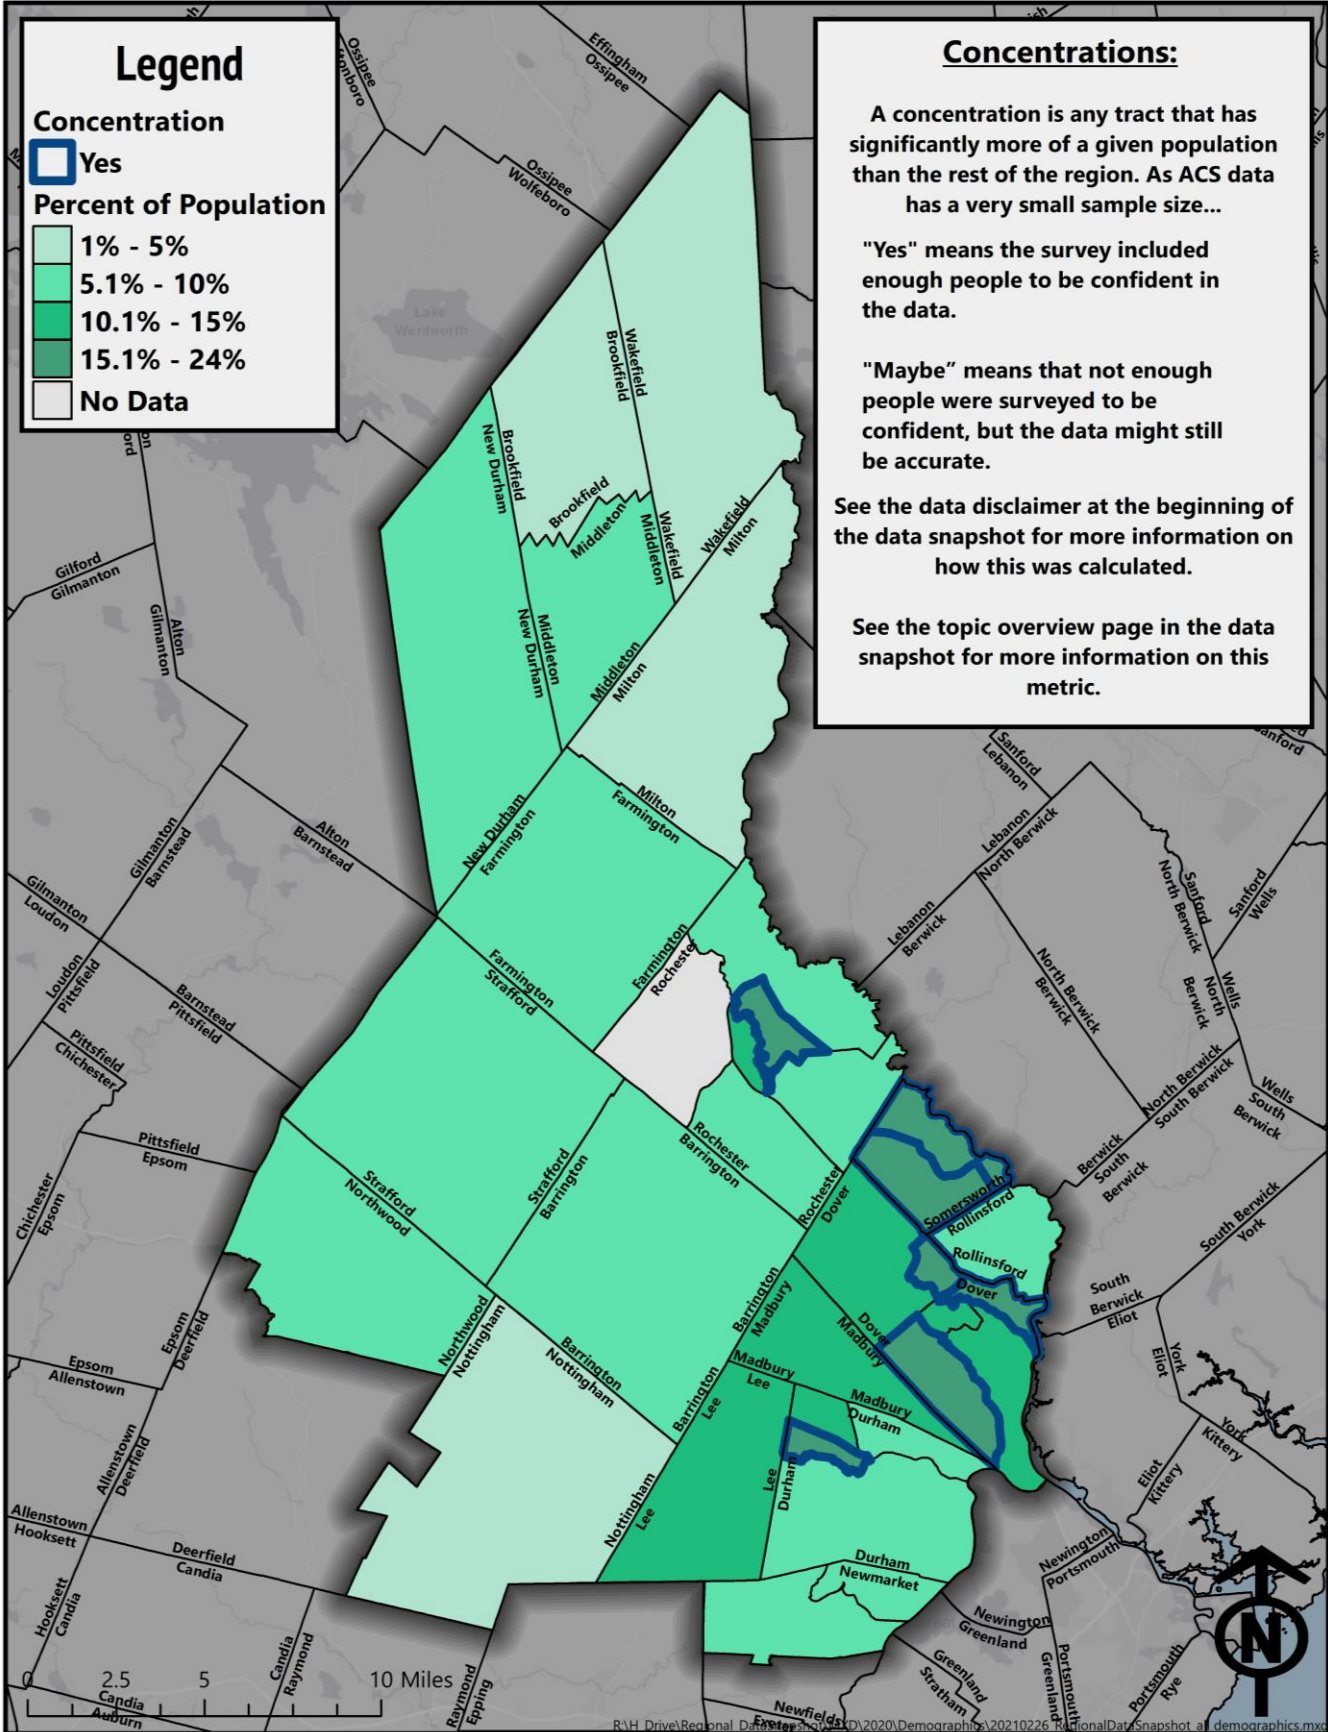 Legend
Concentration
Yes
Percent of Population
1% - 5%
5.1% - 10%
10.1% - 15%
15.1% - 24%
No Data
Concentrations:
A concentration is any tract that has
significantly more of a given population
than the rest of the region. As ACS data
has a very small sample size...
"Yes" means the survey included
enough people to be confident in
the data.
"Maybe” means that not enough
people were surveyed to be
confident, but the data might still
be accurate.
See the data disclaimer at the beginning of
the data snapshot for more information on
how this was calculated.
See the topic overview page in the data
snapshot for more information on this
metric.
Ossipee
Effingham
Ossipee
Ossipee
Wolfeboro
Lake
Wentworth
Wakefield
Brookfield
Brookfield
New Durham
Brookfield
Middleton
Wakefield
Middleton
Wakefield
Milton
Gilford
Gilmanton
Alton
Gilmanton
Middleton
New Durham
Middleton
Milton
Sanford
Lebanon
Milton
Farmington
New Durham
Farmington
Alton
Barnstead
Gilmanton
Barnstead
Lebanon
North Berwick
Sanford
North Berwick
Sanford
Wells
Gilmanton
Loudon
Lebanon
Berwick
Farmington
Rochester
Farmington
Strafford
Loudon
Pittsfield
Barnstead
Pittsfield
North Berwick
Berwick
Wells
North
Berwick
Pittsfield
Chichester
North Berwick
South Berwick
Wells
South
Berwick
Pittsfield
Epsom
Rochester
Barrington
Berwick
South
Berwick
Chichester
Epsom
Strafford
Northwood
Strafford
Barrington
Rochester
Dover
Somersworth
Rollinsford
South Berwick
York
Rollinsford
Dover
South
Berwick
Eliot
Barrington
Madbury
Dover
Madbury
Epsom
Deerfield
Northwood
Nottingham
Barrington
Nottingham
Epsom
Allenstown
Madbury
Lee
Barrington
Lee
Madbury
Durham
York
Eliot
York
Kittery
Allenstown
Deerfield
Lee
Durham
Eliot
Kittery
Nottingham
Lee
Allenstown
Hooksett
Deerfield
Candia
Durham
Newmarket
Newington
Portsmouth
Hooksett
Candia
Newington
Greenland
Candia
Raymond
Greenland
Stratham
Portsmouth
Greenland
Portsmouth
Rye
N
0 2.5 5 10 Miles
Candia
Auburn
Raymond
Epping
Newfields
Exeter